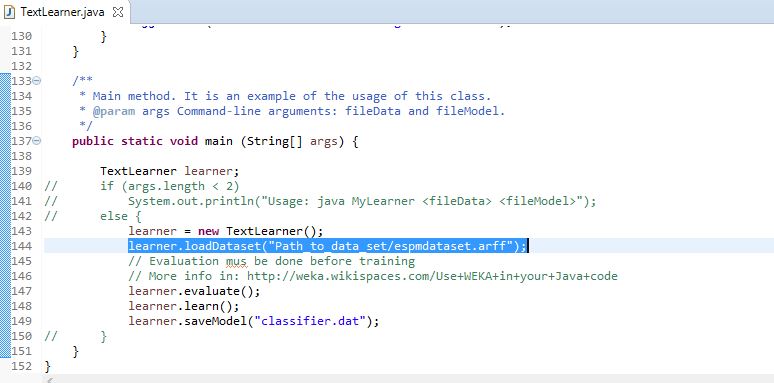 TextLearner.java
130 }
131 }
132
133 /**
134 * Main method. It is an example of the usage of this class.
135 * @param args Command-line arguments: fileData and fileModel.
136 */
137 public static void main (String[] args) {
138
139 TextLearner learner;
140 // if (args.length < 2)
141 // System.out.println("Usage: java MyLearner <fileData> <fileModel>");
142 // else {
143 learner = new TextLearner();
144 learner.loadDataset("Path to data set/espmdataset.arff");
145 // Evaluation mus be done before training
146 // More info in: http://weka.wikispaces.com/Use+WEKA+in+your+Java+code
147 learner.evaluate();
148 learner.learn();
149 learner.saveModel("classifier.dat");
150 // }
151 }
152 }